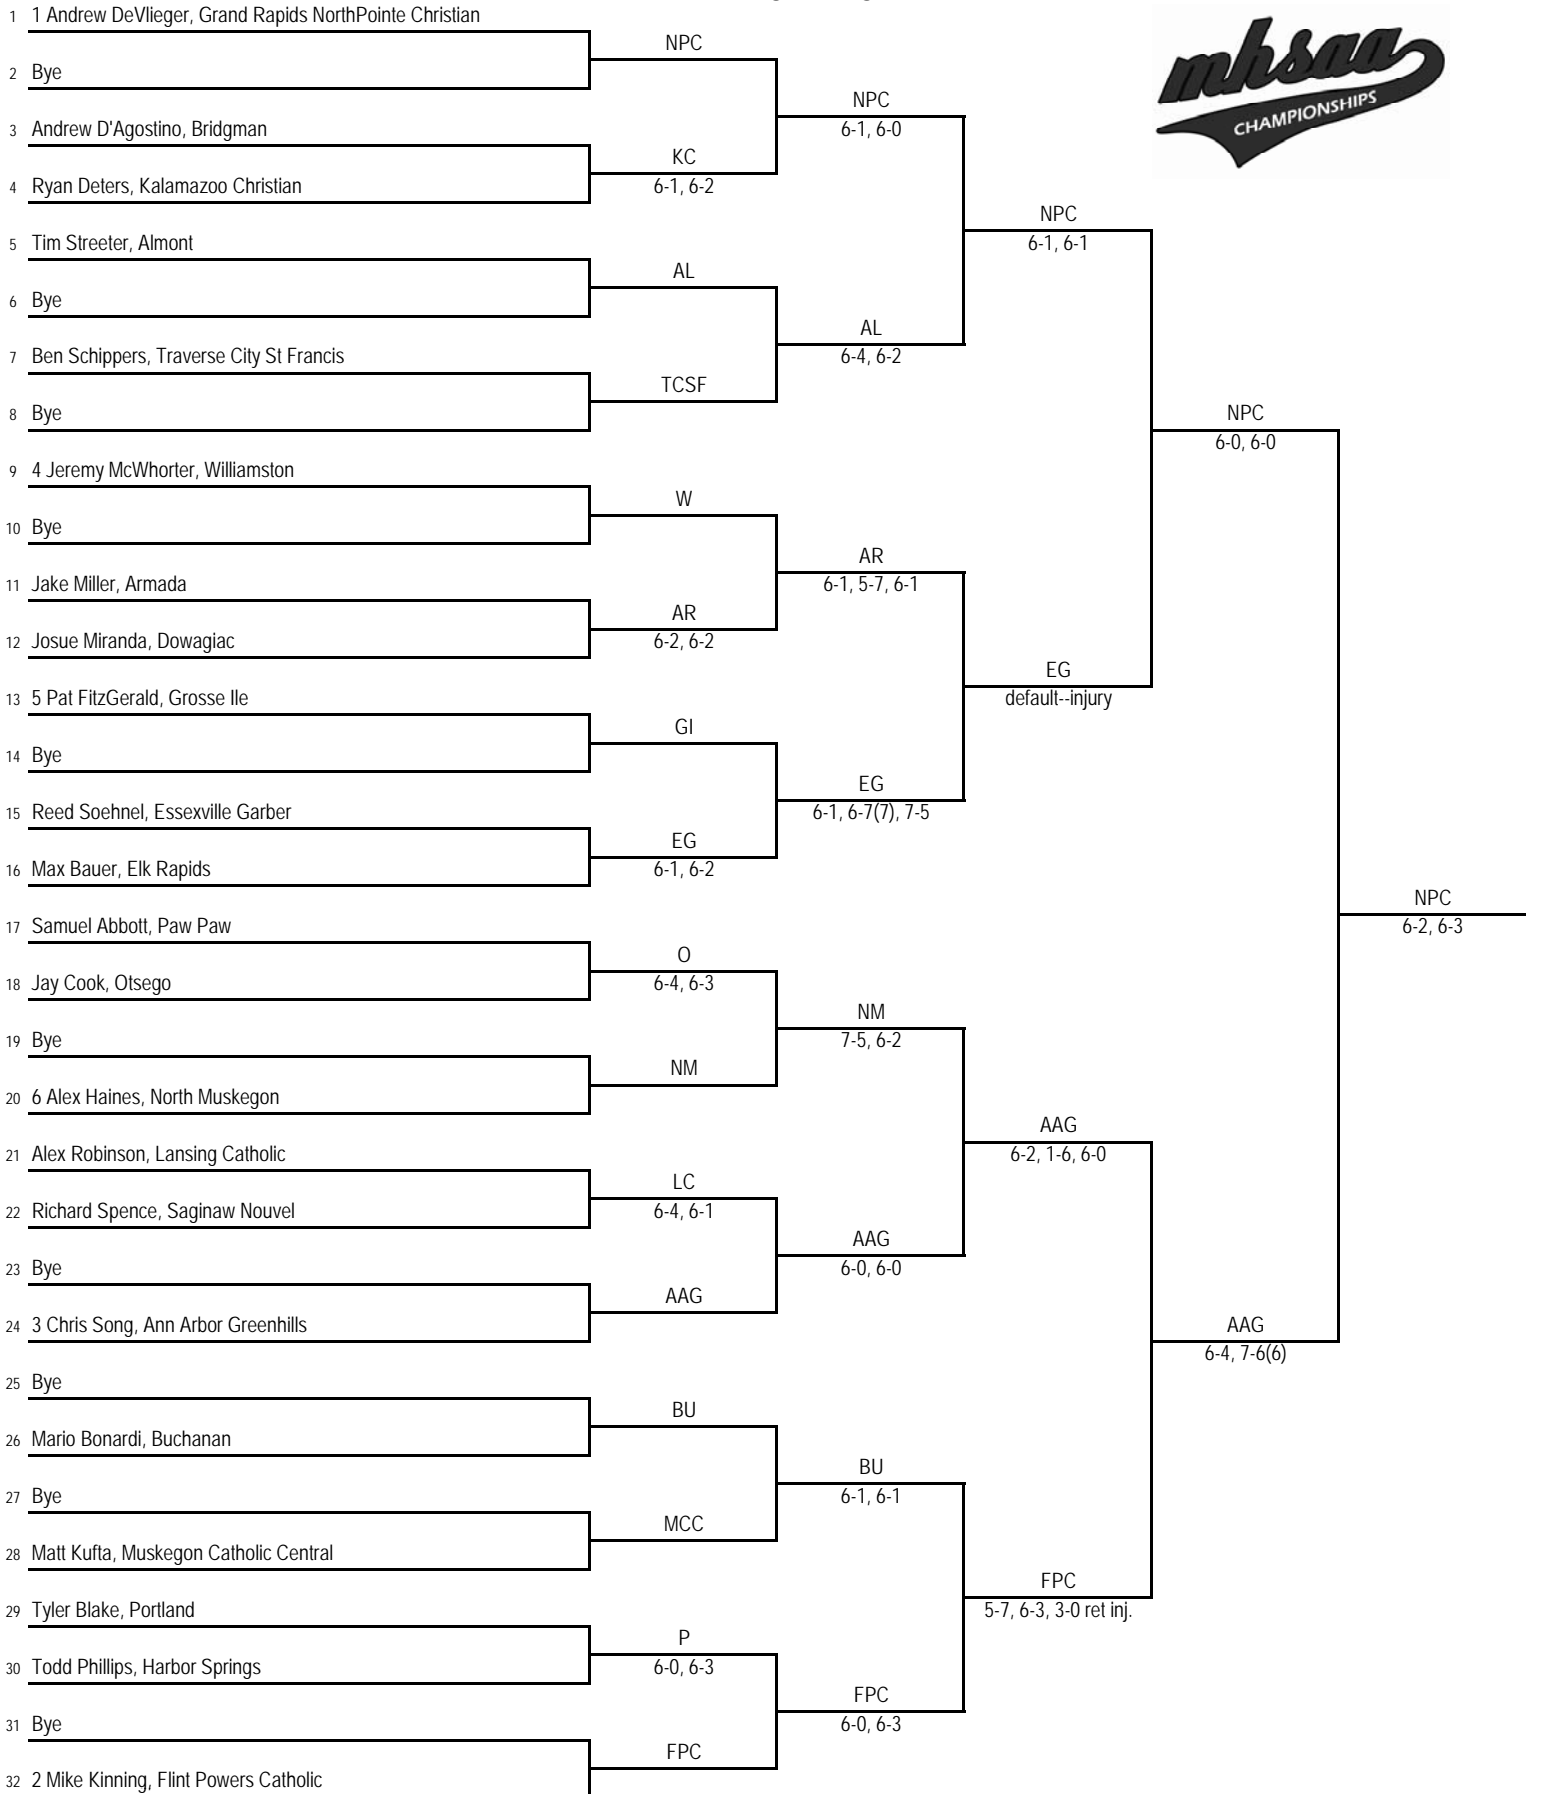 1 1 Andrew DeVlieger, Grand Rapids NorthPointe Christian
NPC
2 Bye
NPC
6-1, 6-0
3 Andrew D'Agostino, Bridgman
KC
6-1, 6-2
4 Ryan Deters, Kalamazoo Christian
NPC
6-1, 6-1
5 Tim Streeter, Almont
AL
6 Bye
AL
6-4, 6-2
7 Ben Schippers, Traverse City St Francis
TCSF
8 Bye
NPC
6-0, 6-0
9 4 Jeremy McWhorter, Williamston
W
10 Bye
AR
6-1, 5-7, 6-1
11 Jake Miller, Armada
AR
6-2, 6-2
12 Josue Miranda, Dowagiac
EG
default--injury
13 5 Pat FitzGerald, Grosse Ile
GI
14 Bye
EG
6-1, 6-7(7), 7-5
15 Reed Soehnel, Essexville Garber
EG
6-1, 6-2
16 Max Bauer, Elk Rapids
NPC
6-2, 6-3
17 Samuel Abbott, Paw Paw
O
6-4, 6-3
18 Jay Cook, Otsego
NM
7-5, 6-2
19 Bye
NM
20 6 Alex Haines, North Muskegon
AAG
6-2, 1-6, 6-0
21 Alex Robinson, Lansing Catholic
LC
6-4, 6-1
22 Richard Spence, Saginaw Nouvel
AAG
6-0, 6-0
23 Bye
AAG
24 3 Chris Song, Ann Arbor Greenhills
AAG
6-4, 7-6(6)
25 Bye
BU
26 Mario Bonardi, Buchanan
BU
6-1, 6-1
27 Bye
MCC
28 Matt Kufta, Muskegon Catholic Central
FPC
5-7, 6-3, 3-0 ret inj.
29 Tyler Blake, Portland
P
6-0, 6-3
30 Todd Phillips, Harbor Springs
FPC
6-0, 6-3
31 Bye
FPC
32 2 Mike Kinning, Flint Powers Catholic
mhsaa
CHAMPIONSHIPS